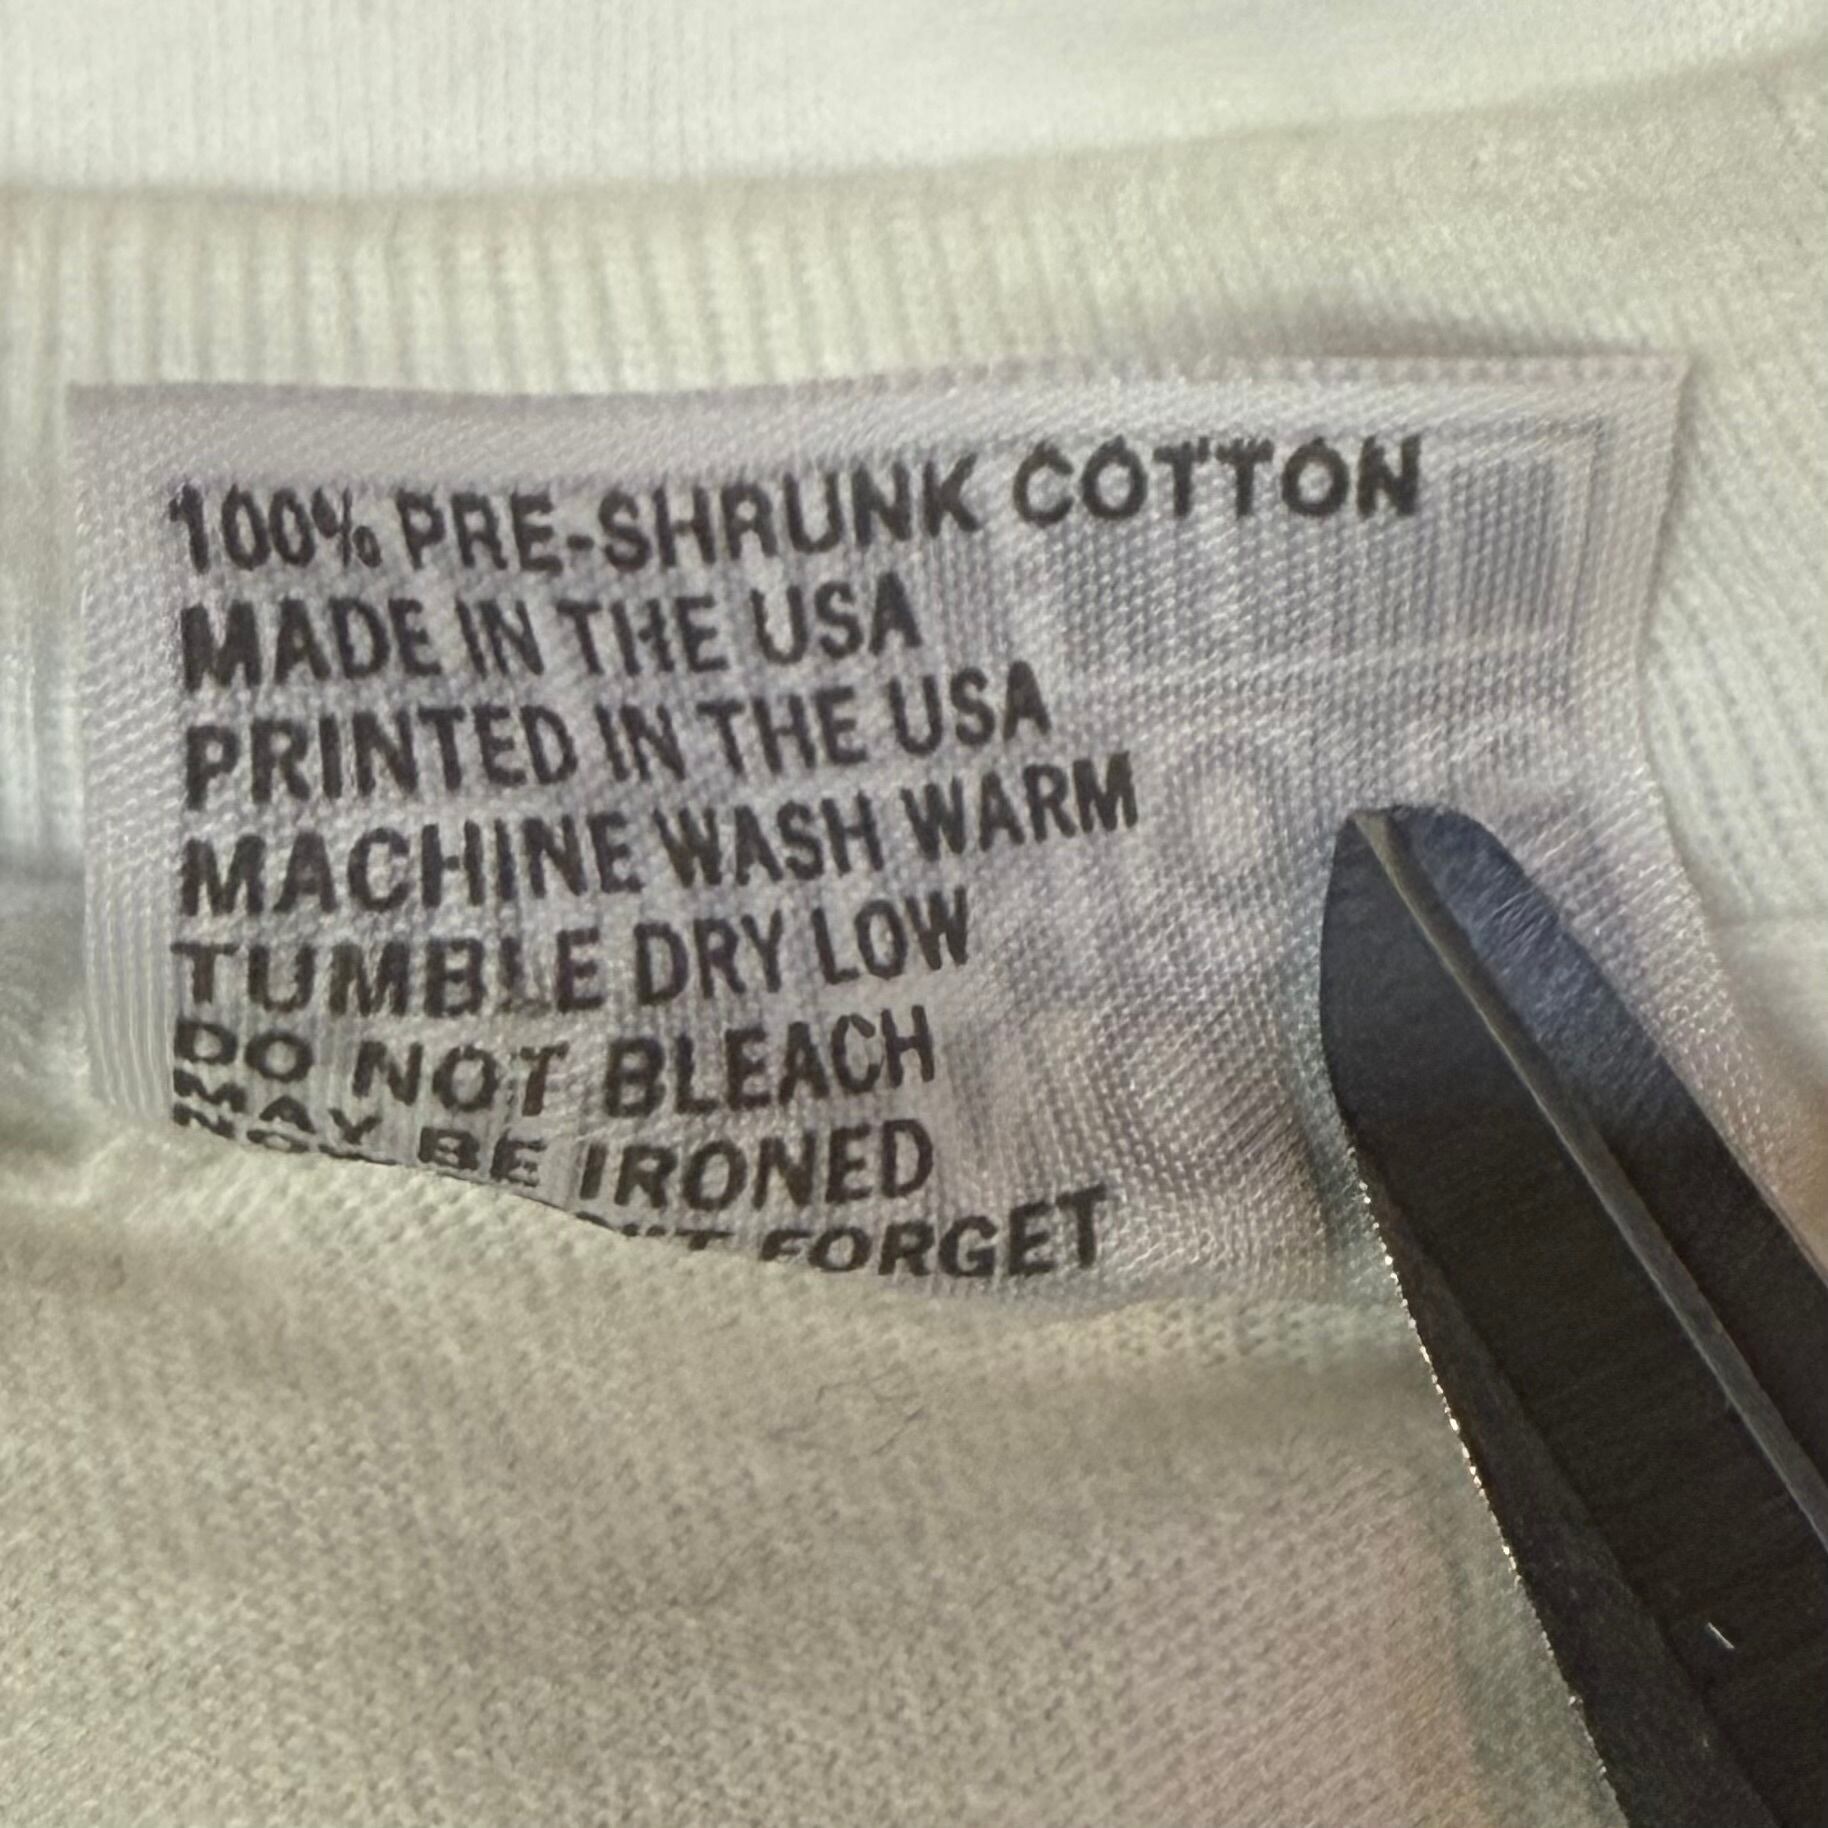 100% PRE-SHRUNK COTTON
MADE IN THE USA
PRINTED IN THE USA
MACHINE WASH WARM
TUMBLE DRY LOW
DO NOT BLEACH
MAY BE IRONED
FORGET